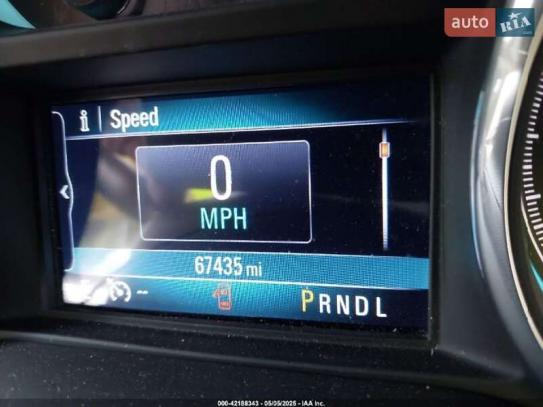 auto RIA
i Speed
0
MPH
67435 mi
--
PRNDL
000-42188343 - 05/05/2025 - IAA Inc.